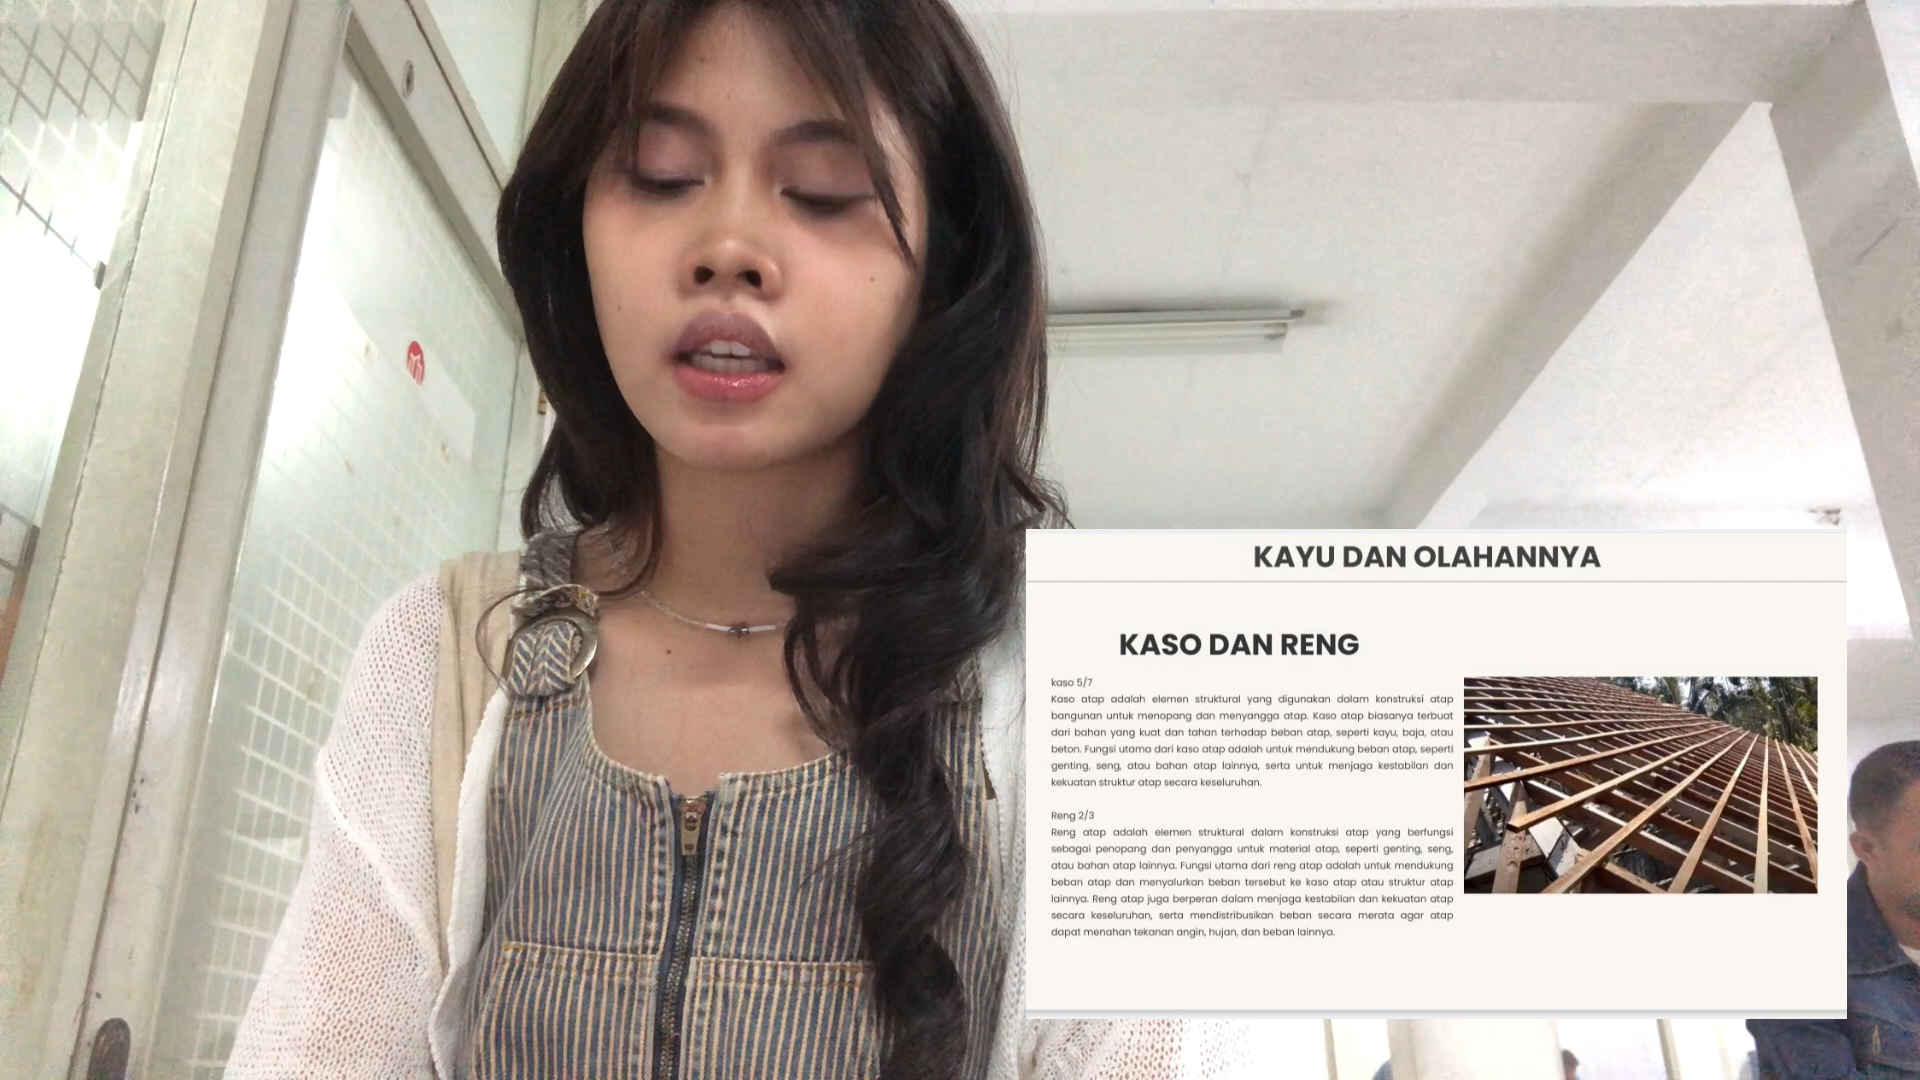 KAYU DAN OLAHANNYA
KASO DAN RENG
kaso 5/7
Kaso atap adalah elemen struktural yang digunakan dalam konstruksi atap
bangunan untuk menopang dan menyangga atap. Kaso atap biasanya terbuat
dari bahan yang kuat dan tahan terhadap beban atap, seperti kayu, baja, atau
beton. Fungsi utama dari kaso atap adalah untuk mendukung beban atap, seperti
genting, seng, atau bahan atap lainnya, serta untuk menjaga kestabilan dan
kekuatan struktur atap secara keseluruhan.
Reng 2/3
Reng atap adalah elemen struktural dalam konstruksi atap yang berfungsi
sebagai penopang dan penyangga untuk material atap, seperti genting, seng,
atau bahan atap lainnya. Fungsi utama dari reng atap adalah untuk mendukung
beban atap dan menyalurkan beban tersebut ke kaso atap atau struktur atap
lainnya. Reng atap juga berperan dalam menjaga kestabilan dan kekuatan atap
secara keseluruhan, serta mendistribusikan beban secara merata agar atap
dapat menahan tekanan angin, hujan, dan beban lainnya.